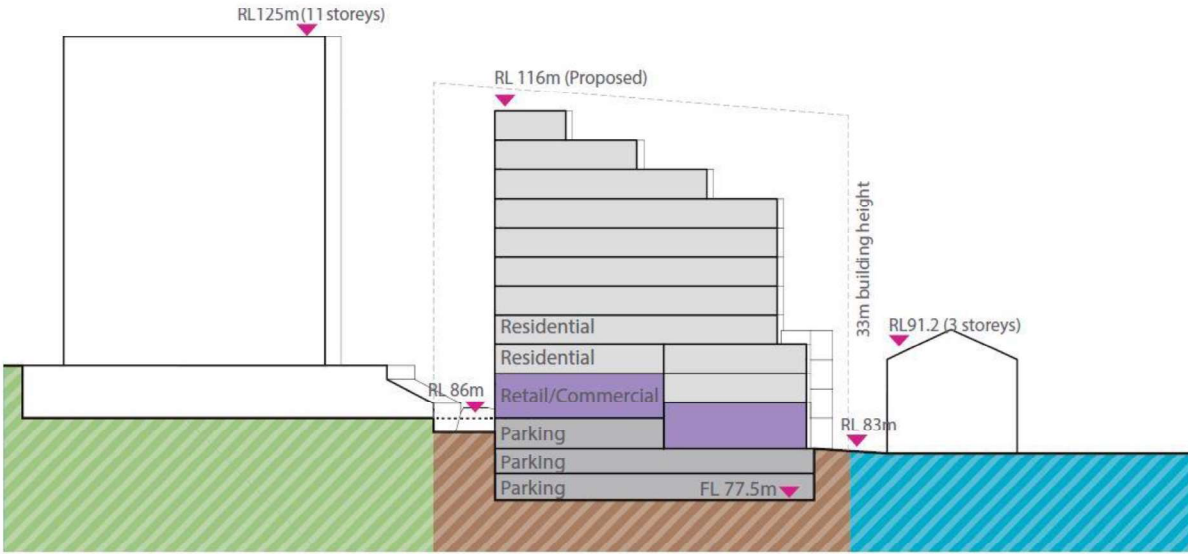 RL125m (11 storeys)
RL 116m (Proposed)
33m building height
RL91.2 (3 storeys)
Residential
Residential
RL 86m
Retail/Commercial
RL 83m
Parking
Parking
Parking
FL 77.5m